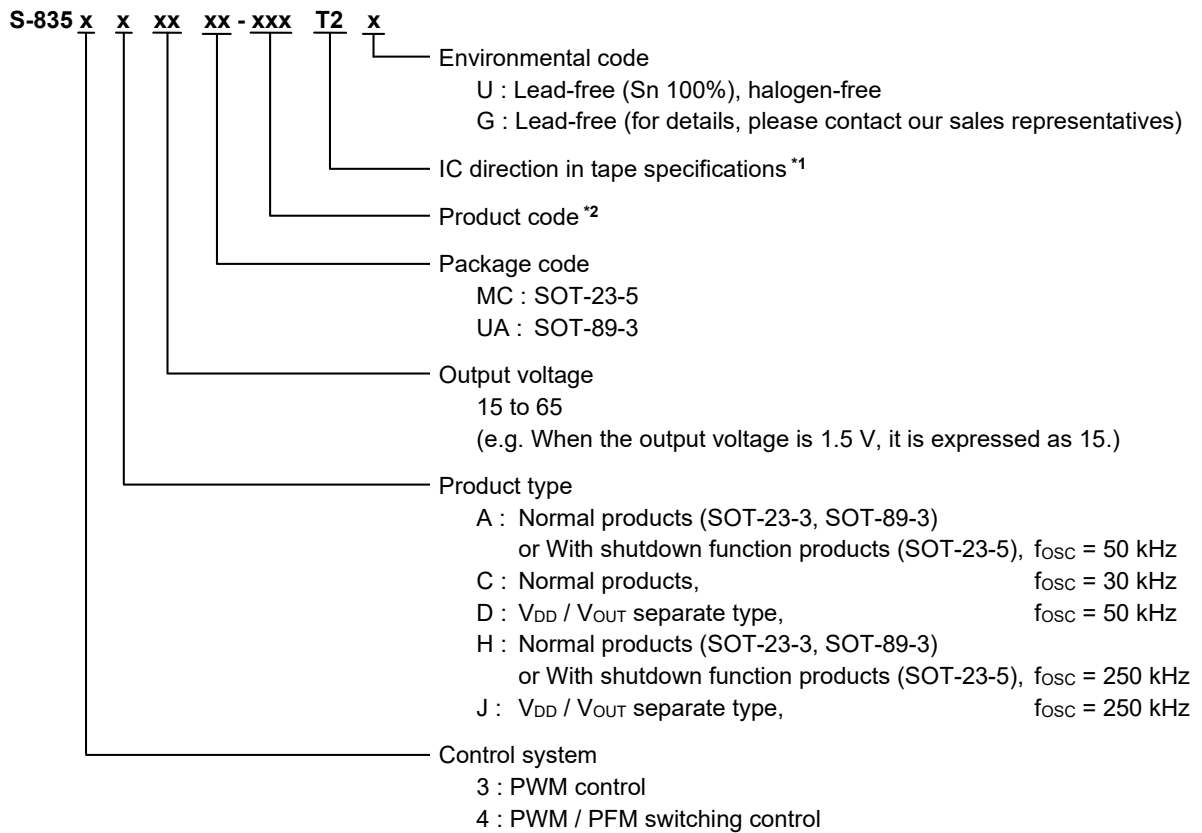 S-835 x x xx xx - xxx T2 x
Environmental code
U : Lead-free (Sn 100%), halogen-free
G : Lead-free (for details, please contact our sales representatives)
IC direction in tape specifications *1
Product code *2
Package code
MC : SOT-23-5
UA : SOT-89-3
Output voltage
15 to 65
(e.g. When the output voltage is 1.5 V, it is expressed as 15.)
Product type
A : Normal products (SOT-23-3, SOT-89-3)
or With shutdown function products (SOT-23-5), fOSC = 50 kHz
C : Normal products, fOSC = 30 kHz
D : VDD / VOUT separate type, fOSC = 50 kHz
H : Normal products (SOT-23-3, SOT-89-3)
or With shutdown function products (SOT-23-5), fOSC = 250 kHz
J : VDD / VOUT separate type, fOSC = 250 kHz
Control system
3 : PWM control
4 : PWM / PFM switching control